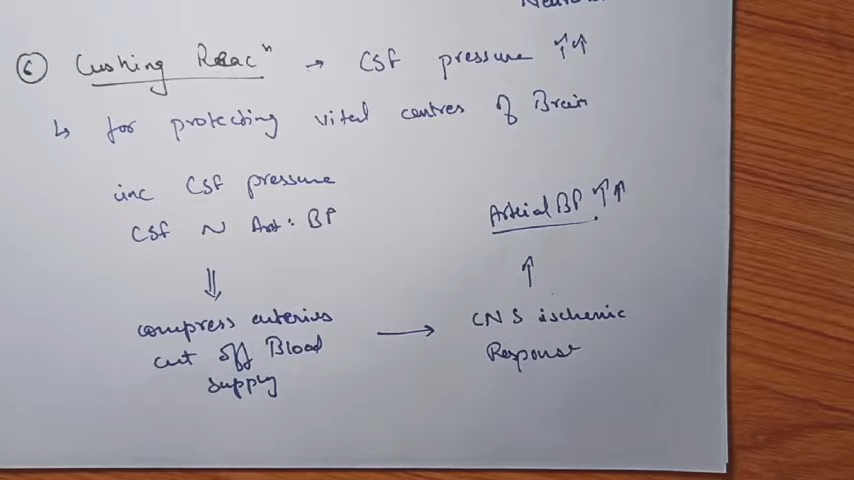 ⑥ Cushing Reacⁿ → CSF pressure ↑↑
↳ for protecting vital centres of Brain
inc CSF pressure
CSF ~ Art: BP
⇓
compress arteries
cut off Blood
supply
→ CNS ischemic
Response
↑
Arterial BP ↑↑